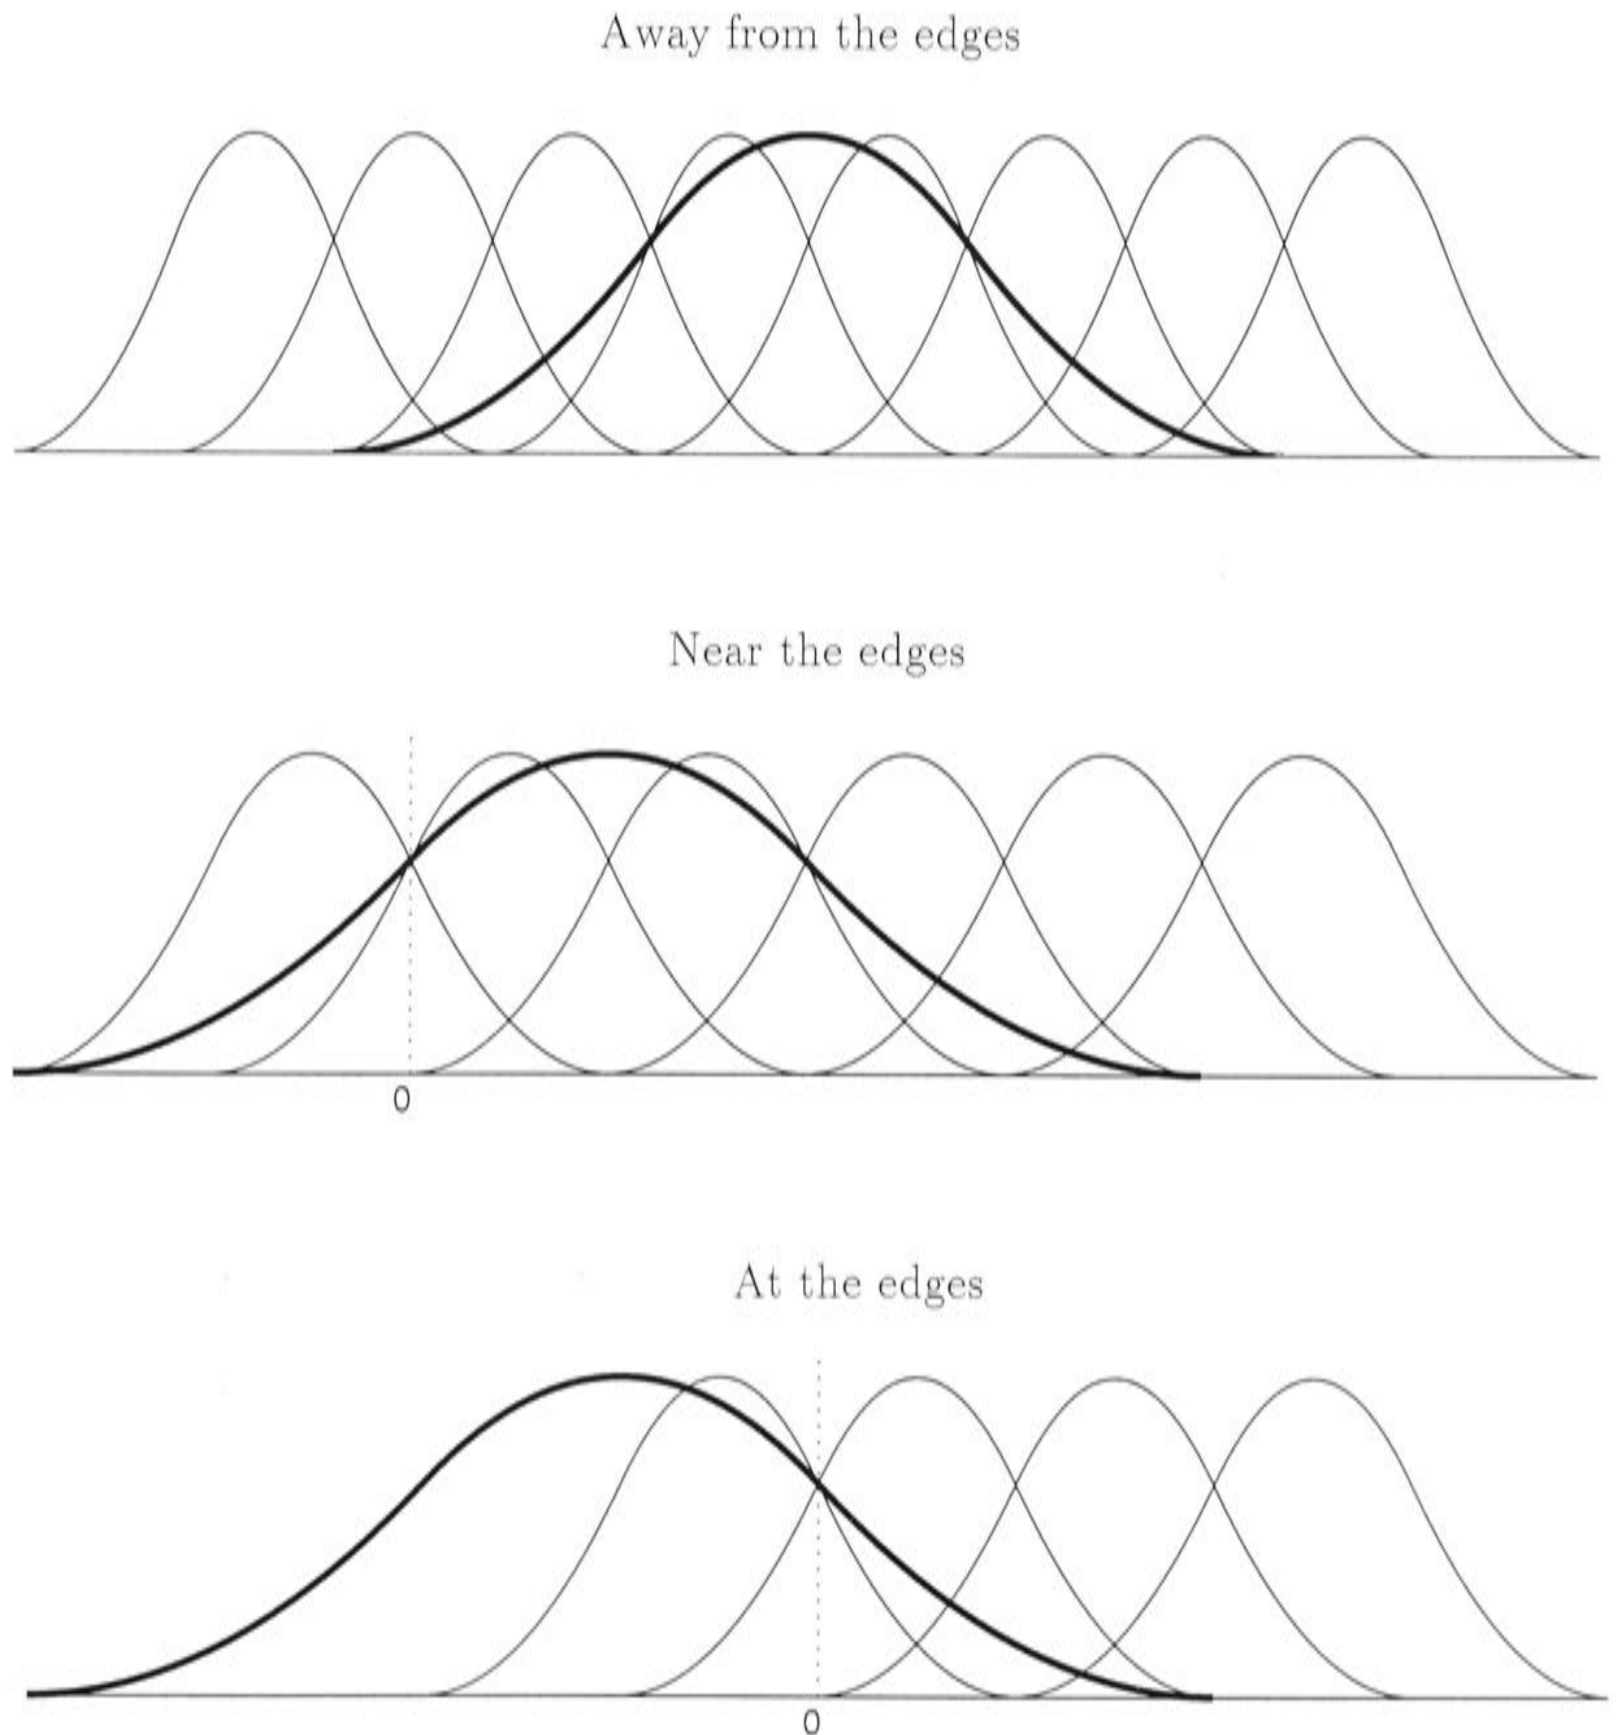 Away from the edges
Near the edges
0
At the edges
0